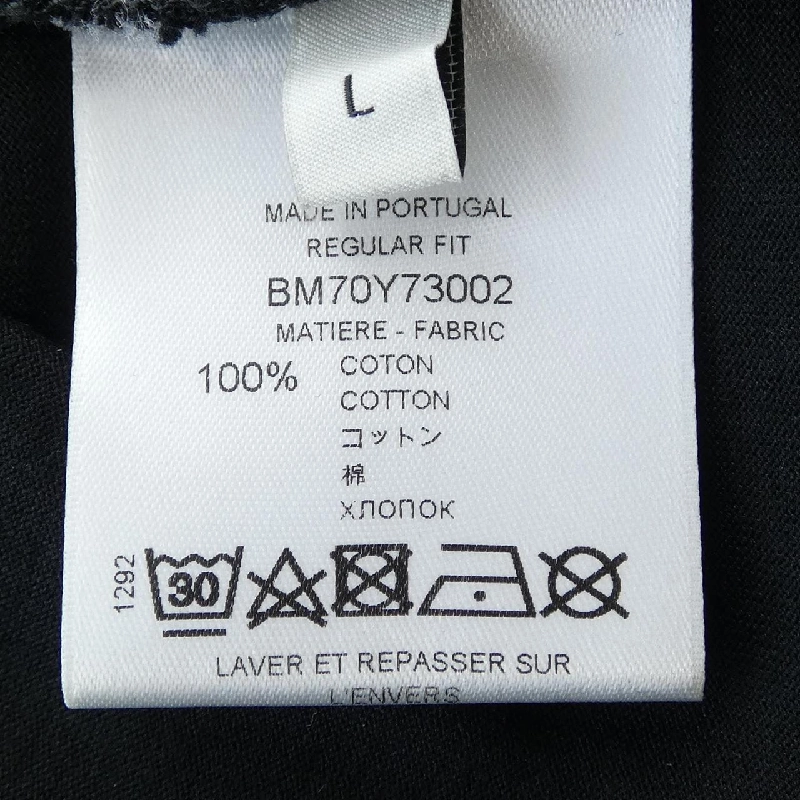 L
MADE IN PORTUGAL
REGULAR FIT
BM70Y73002
MATIERE - FABRIC
100% COTON
COTTON
コットン
棉
ХЛОПОК
1292
30
LAVER ET REPASSER SUR
L'ENVERS